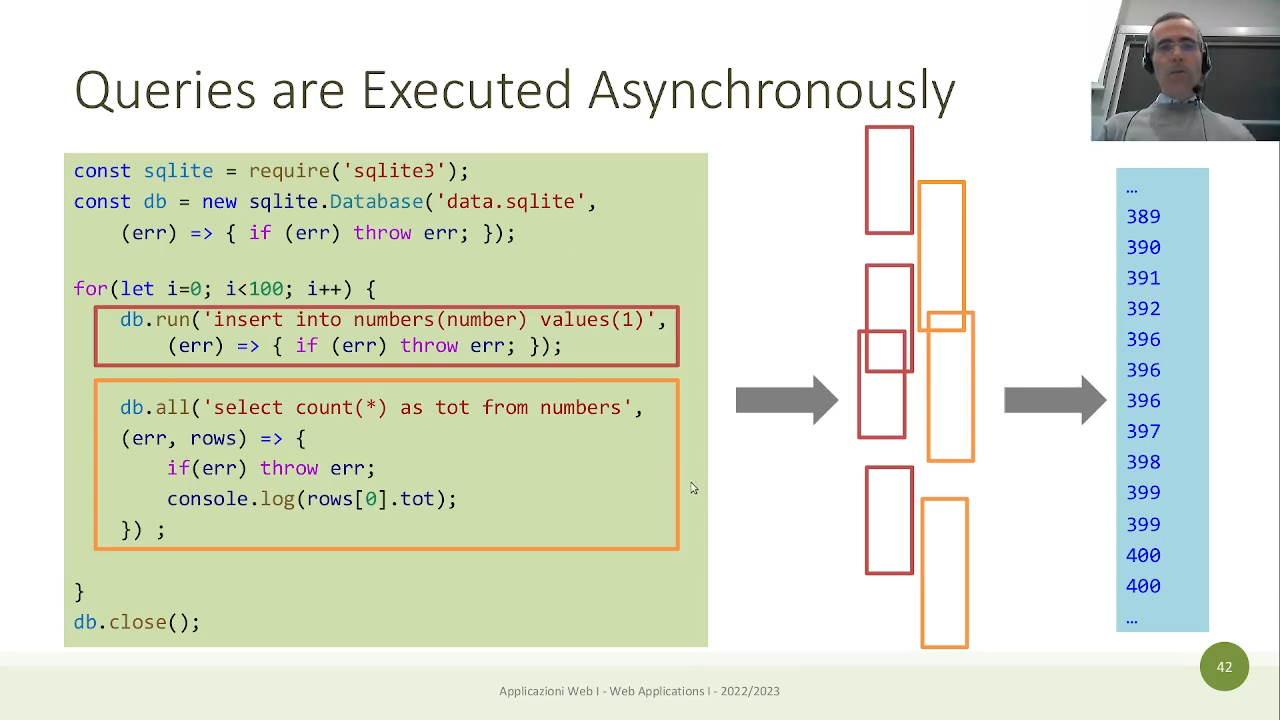 Queries are Executed Asynchronously
const sqlite = require('sqlite3');
const db = new sqlite.Database('data.sqlite',
(err) => { if (err) throw err; });
for(let i=0; i<100; i++) {
db.run('insert into numbers(number) values(1)',
(err) => { if (err) throw err; });
db.all('select count(*) as tot from numbers',
(err, rows) => {
if(err) throw err;
console.log(rows[0].tot);
}) ;
}
db.close();
…
389
390
391
392
396
396
396
397
398
399
399
400
400
…
42
Applicazioni Web I - Web Applications I - 2022/2023